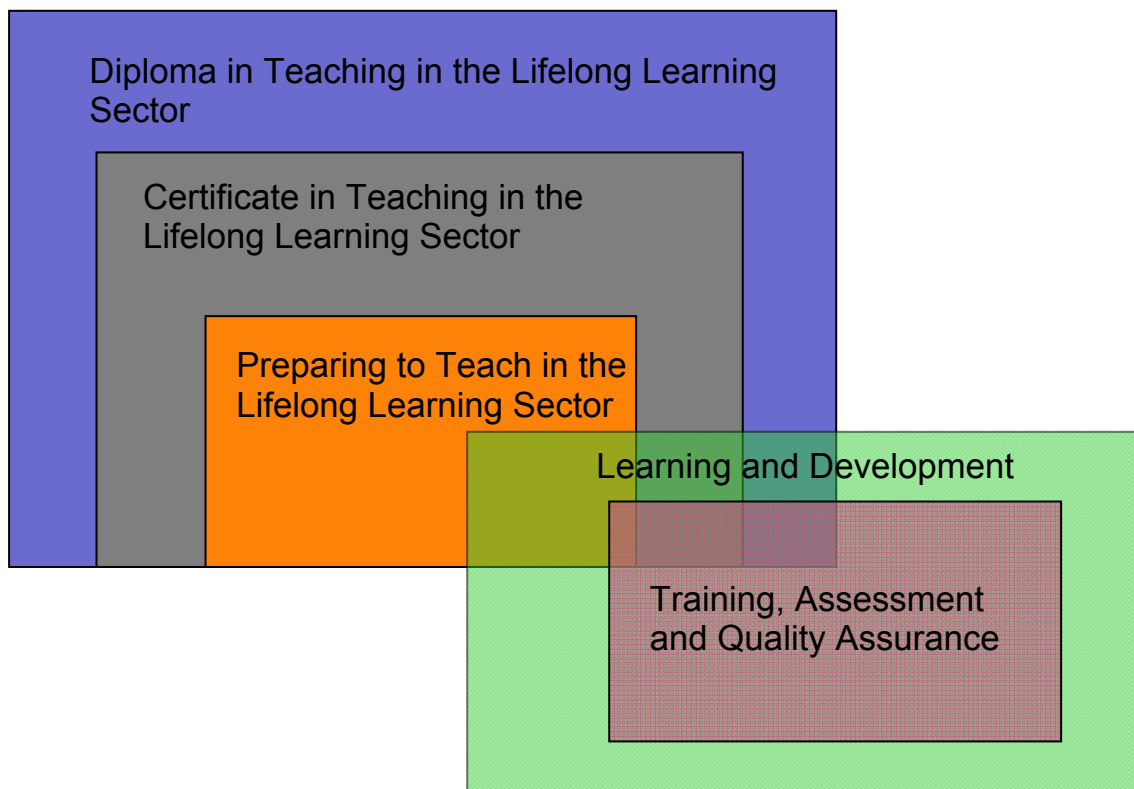 Diploma in Teaching in the Lifelong Learning
Sector
Certificate in Teaching in the
Lifelong Learning Sector
Preparing to Teach in the
Lifelong Learning Sector
Learning and Development
Training, Assessment
and Quality Assurance